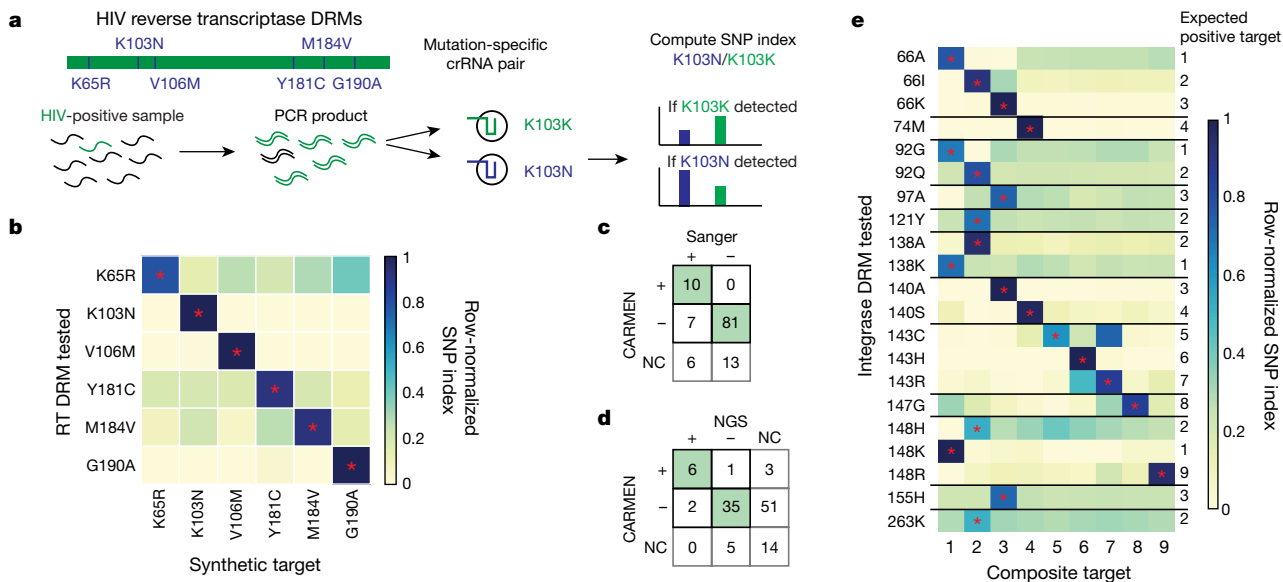 a
HIV reverse transcriptase DRMs
K103N M184V
K65R V106M Y181C G190A
HIV-positive sample
PCR product
Mutation-specific
crRNA pair
K103K
K103N
Compute SNP index
K103N/K103K
If K103K detected
If K103N detected
b
RT DRM tested
K65R
K103N
V106M
Y181C
M184V
G190A
* * * * * *
K65R K103N V106M Y181C M184V G190A
Synthetic target
1
0.8
0.6
0.4
0.2
0
Row-normalized
SNP index
c
Sanger
+ −
CARMEN
+ 10 0
− 7 81
NC 6 13
d
NGS
+ − NC
CARMEN
+ 6 1 3
− 2 35 51
NC 0 5 14
e
Expected
positive target
Integrase DRM tested
66A * 1
66I * 2
66K * 3
74M * 4
92G * 1
92Q * 2
97A * 3
121Y * 2
138A * 2
138K * 1
140A * 3
140S * 4
143C * 5
143H * 6
143R * 7
147G * 8
148H * 2
148K * 1
148R * 9
155H * 3
263K * 2
1 2 3 4 5 6 7 8 9
Composite target
1
0.8
0.6
0.4
0.2
0
Row-normalized SNP index